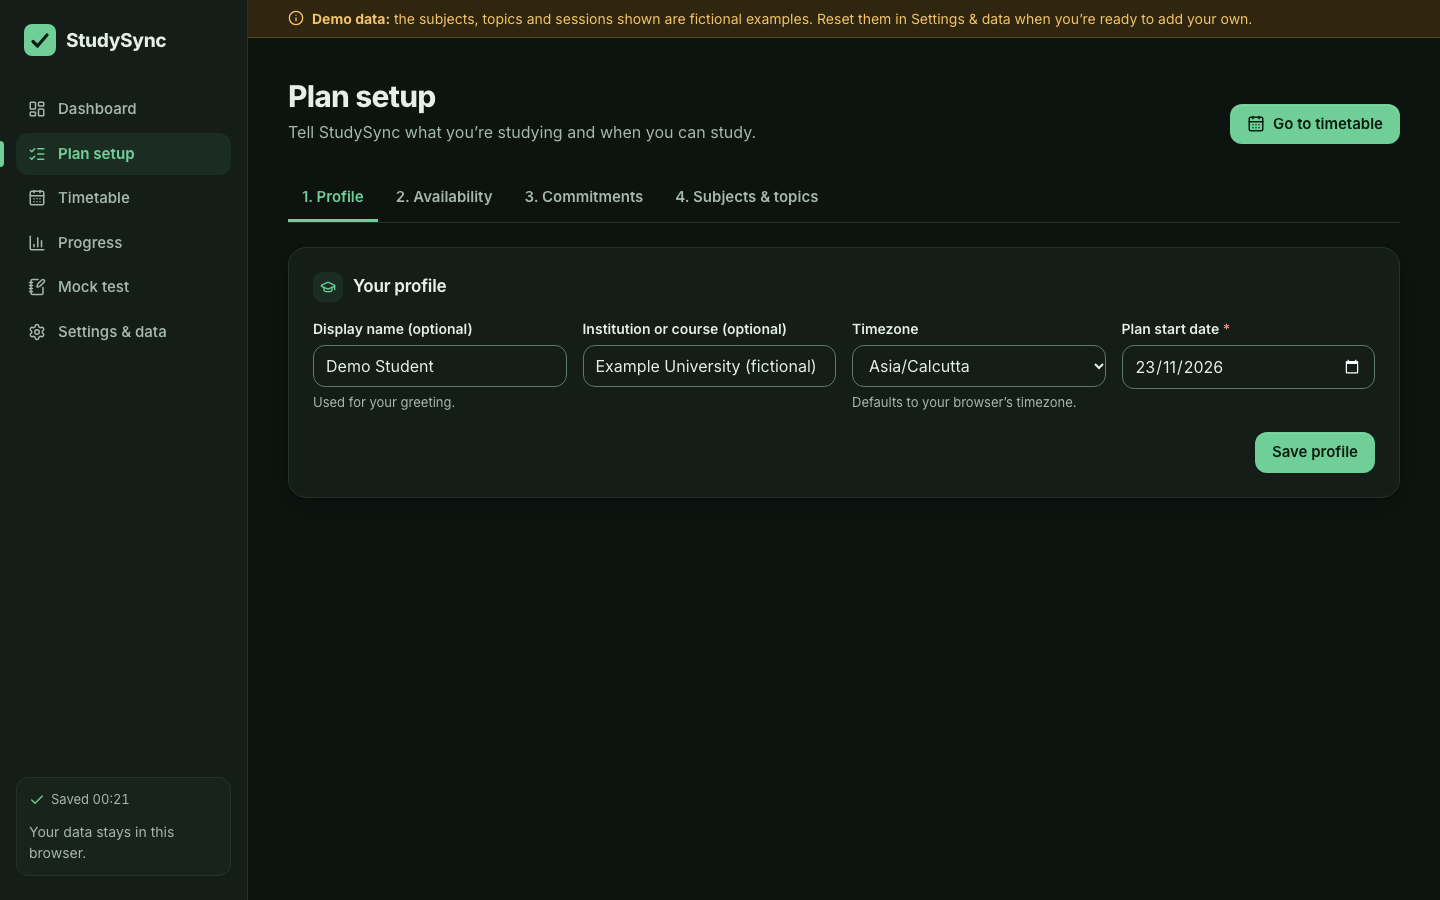 StudySync
Dashboard
Plan setup
Timetable
Progress
Mock test
Settings & data
Saved 00:21
Your data stays in this
browser.
Demo data: the subjects, topics and sessions shown are fictional examples. Reset them in Settings & data when you’re ready to add your own.
Plan setup
Tell StudySync what you’re studying and when you can study.
Go to timetable
1. Profile
2. Availability
3. Commitments
4. Subjects & topics
Your profile
Display name (optional)
Demo Student
Used for your greeting.
Institution or course (optional)
Example University (fictional)
Timezone
Asia/Calcutta
Defaults to your browser’s timezone.
Plan start date *
23/11/2026
Save profile